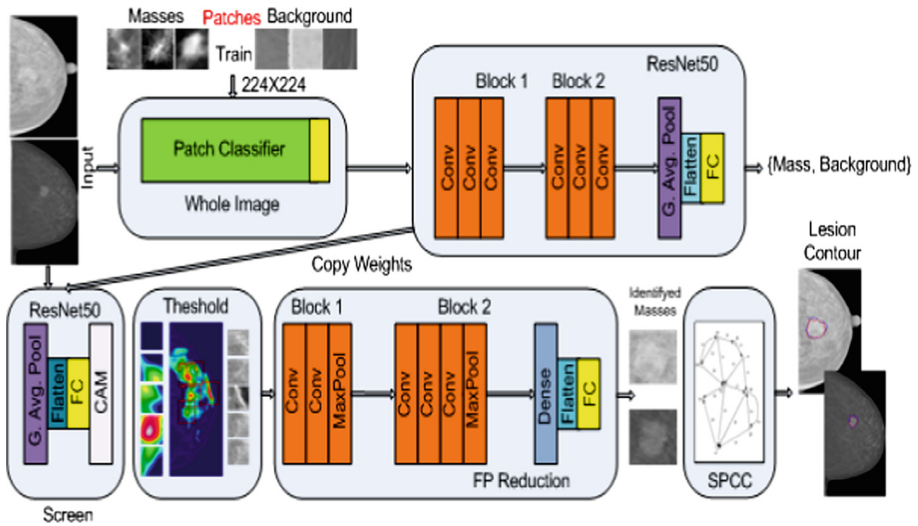 Masses Patches Background
Train
224X224
Input
Patch Classifier
Whole Image
ResNet50
Block 1 Block 2
Conv
Conv
Conv
Conv
Conv
Conv
G. Avg. Pool
Flatten
FC
{Mass, Background}
Copy Weights
Lesion
Contour
ResNet50
G. Avg. Pool
Flatten
FC
CAM
Screen
Theshold
Block 1 Block 2
Conv
Conv
MaxPool
Conv
Conv
Conv
MaxPool
Dense
Flatten
FC
FP Reduction
Identifyed
Masses
SPCC